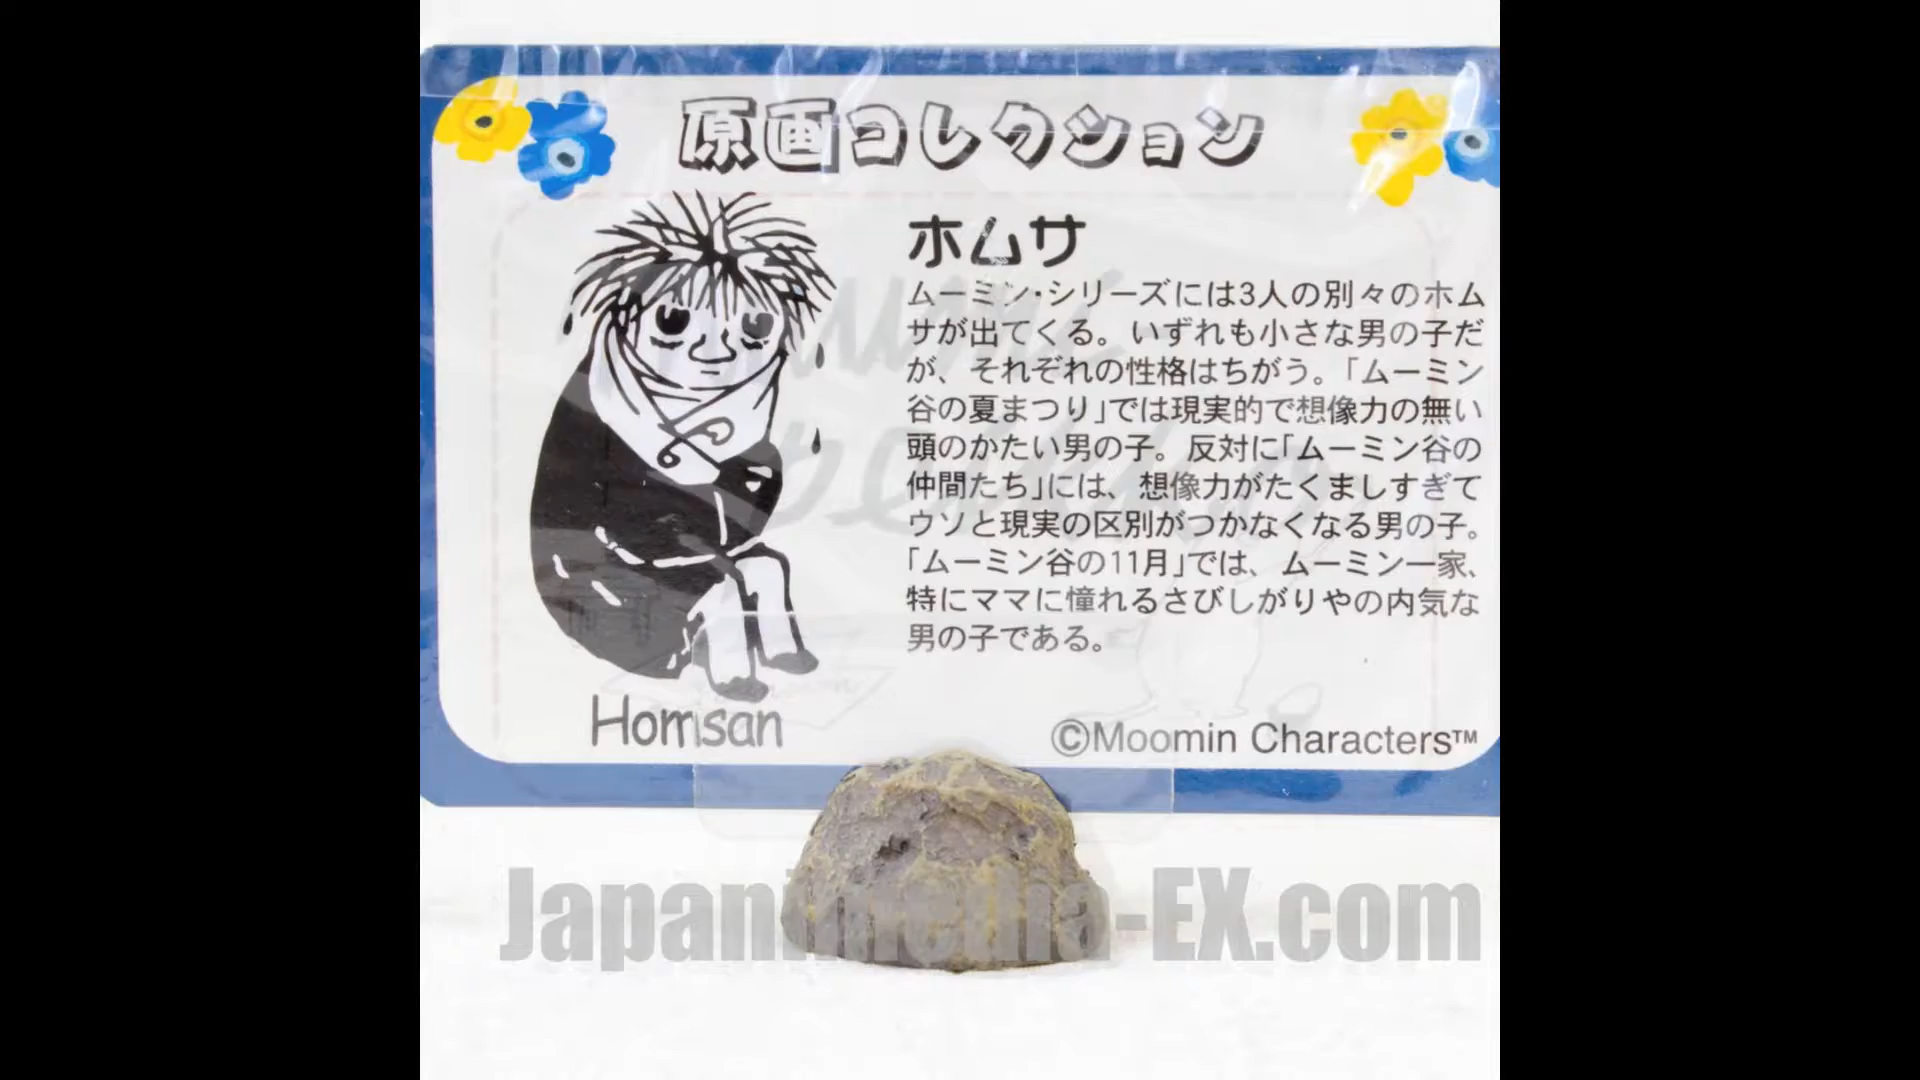 原画コレクション
ホムサ
ムーミン・シリーズには3人の別々のホム
サが出てくる。いずれも小さな男の子だ
が、それぞれの性格はちがう。「ムーミン
谷の夏まつり」では現実的で想像力の無い
頭のかたい男の子。反対に「ムーミン谷の
仲間たち」には、想像力がたくましすぎて
ウソと現実の区別がつかなくなる男の子。
「ムーミン谷の11月」では、ムーミン一家、
特にママに憧れるさびしがりやの内気な
男の子である。
Homsan
©Moomin Characters™
Japanimedia-EX.com